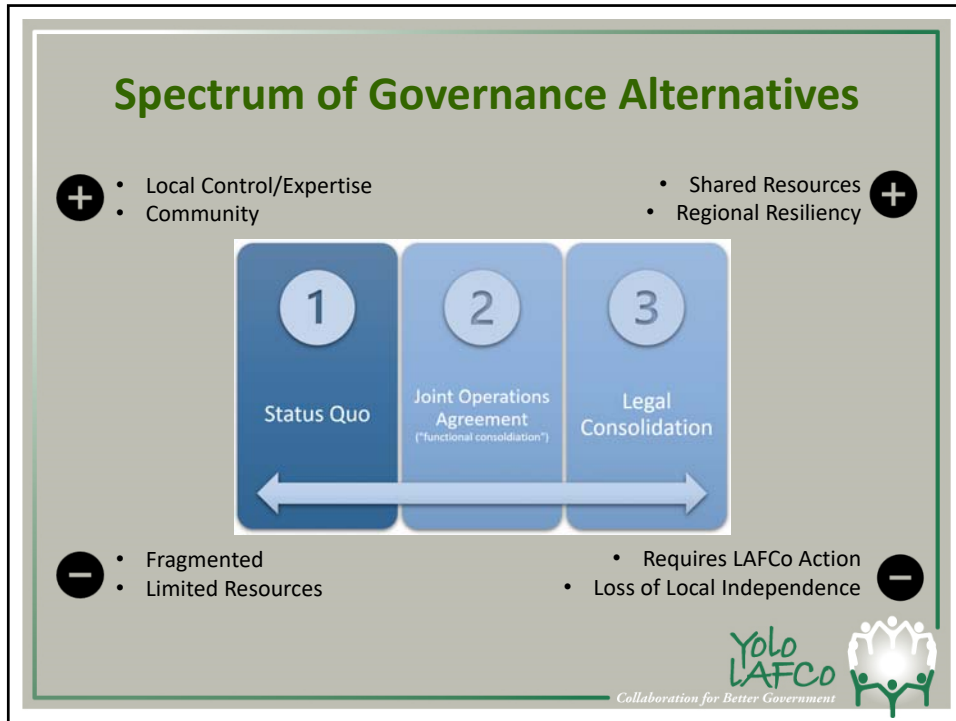 Spectrum of Governance Alternatives
• Local Control/Expertise
• Community
• Shared Resources
• Regional Resiliency
1
Status Quo
2
Joint Operations
Agreement
("functional consoldiation")
3
Legal
Consolidation
• Fragmented
• Limited Resources
• Requires LAFCo Action
• Loss of Local Independence
Yolo
LAFCo
Collaboration for Better Government